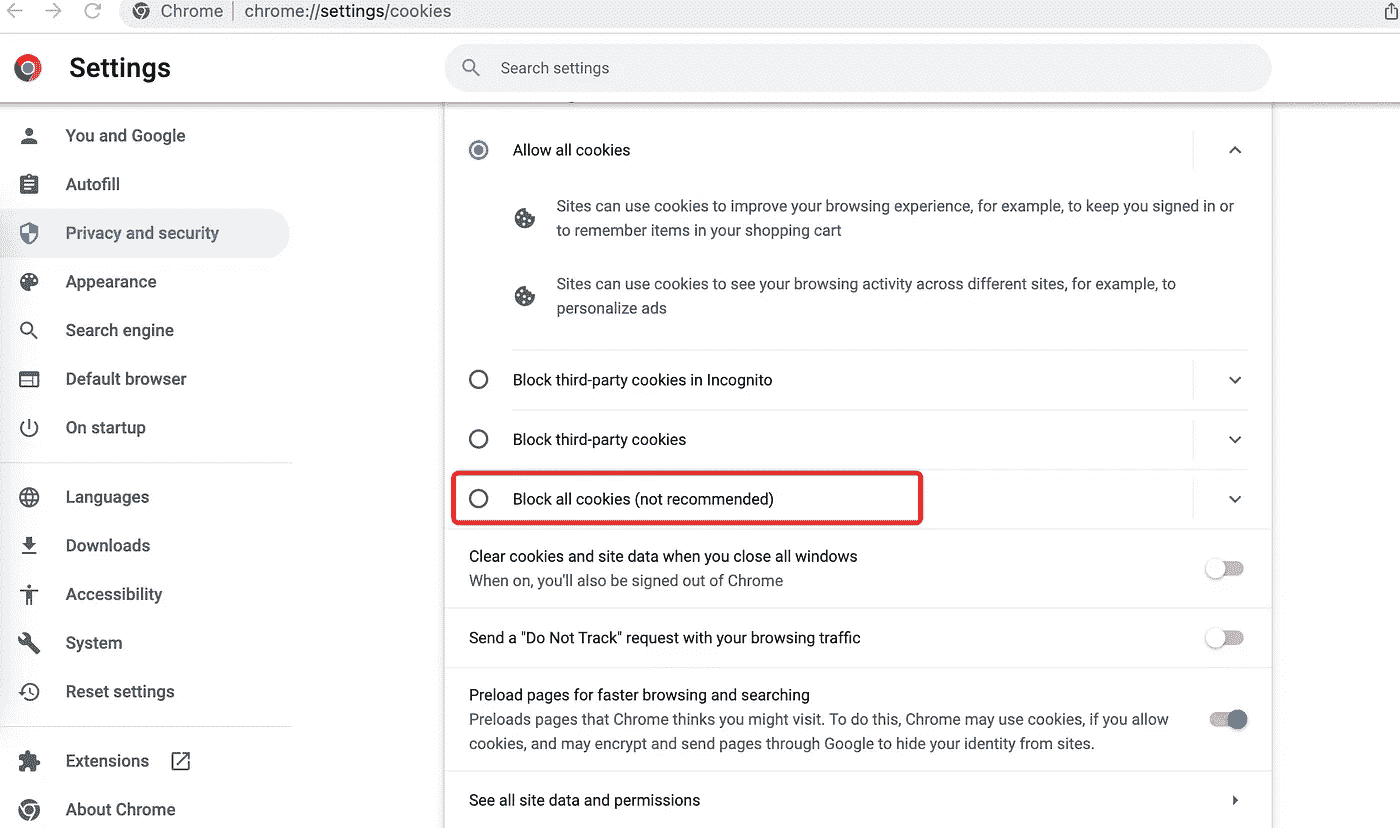 Chrome chrome://settings/cookies
Settings
Search settings
You and Google
Autofill
Privacy and security
Appearance
Search engine
Default browser
On startup
Languages
Downloads
Accessibility
System
Reset settings
Extensions
About Chrome
Allow all cookies
Sites can use cookies to improve your browsing experience, for example, to keep you signed in or
to remember items in your shopping cart
Sites can use cookies to see your browsing activity across different sites, for example, to
personalize ads
Block third-party cookies in Incognito
Block third-party cookies
Block all cookies (not recommended)
Clear cookies and site data when you close all windows
When on, you'll also be signed out of Chrome
Send a "Do Not Track" request with your browsing traffic
Preload pages for faster browsing and searching
Preloads pages that Chrome thinks you might visit. To do this, Chrome may use cookies, if you allow
cookies, and may encrypt and send pages through Google to hide your identity from sites.
See all site data and permissions